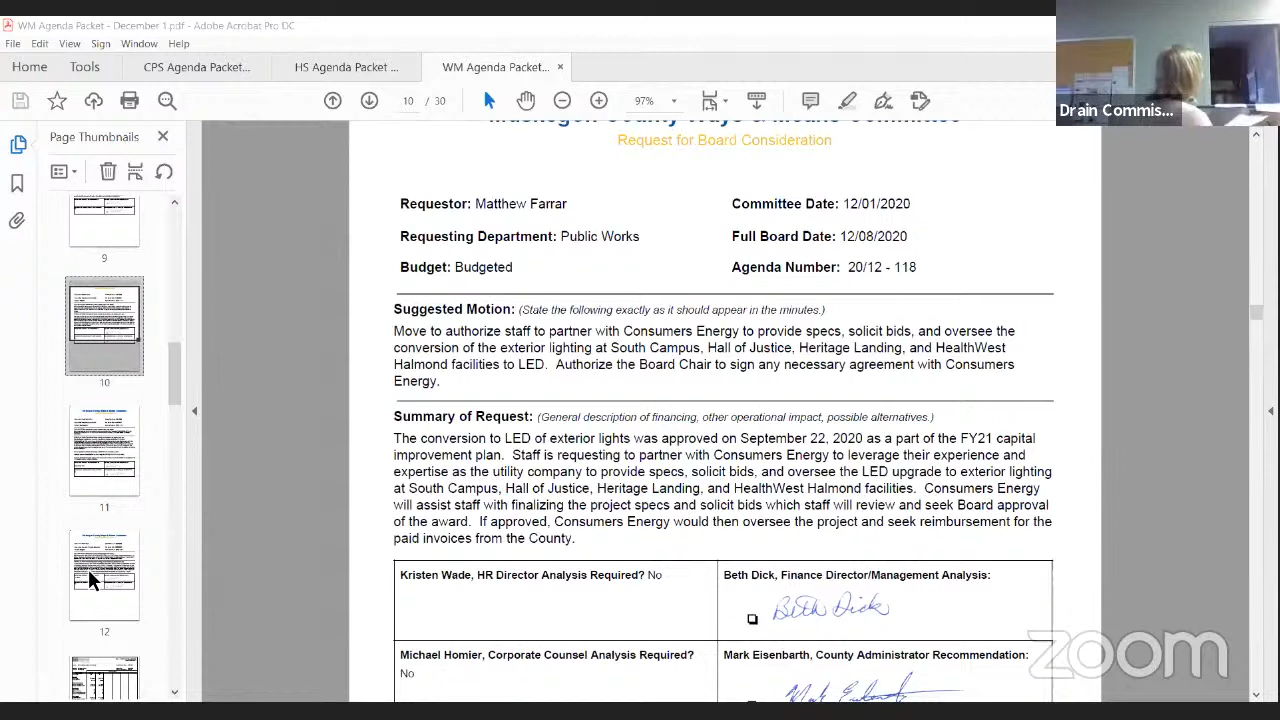 WM Agenda Packet - December 1.pdf - Adobe Acrobat Pro DC
File Edit View Sign Window Help
Home Tools CPS Agenda Packet... HS Agenda Packet ... WM Agenda Packet... ×
10 / 30 97%
Drain Commis...
Page Thumbnails
9
10
11
12
Muskegon County Ways & Means Committee
Request for Board Consideration
Requestor: Matthew Farrar Committee Date: 12/01/2020
Requesting Department: Public Works Full Board Date: 12/08/2020
Budget: Budgeted Agenda Number: 20/12 - 118
Suggested Motion: (State the following exactly as it should appear in the minutes)
Move to authorize staff to partner with Consumers Energy to provide specs, solicit bids, and oversee the
conversion of the exterior lighting at South Campus, Hall of Justice, Heritage Landing, and HealthWest
Halmond facilities to LED. Authorize the Board Chair to sign any necessary agreement with Consumers
Energy.
Summary of Request: (General description of financing, other operational impact, possible alternatives.)
The conversion to LED of exterior lights was approved on September 22, 2020 as a part of the FY21 capital
improvement plan. Staff is requesting to partner with Consumers Energy to leverage their experience and
expertise as the utility company to provide specs, solicit bids, and oversee the LED upgrade to exterior lighting
at South Campus, Hall of Justice, Heritage Landing, and HealthWest Halmond facilities. Consumers Energy
will assist staff with finalizing the project specs and solicit bids which staff will review and seek Board approval
of the award. If approved, Consumers Energy would then oversee the project and seek reimbursement for the
paid invoices from the County.
Kristen Wade, HR Director Analysis Required? No
Beth Dick, Finance Director/Management Analysis:
Beth Dick
Michael Homier, Corporate Counsel Analysis Required?
No
Mark Eisenbarth, County Administrator Recommendation:
zoom